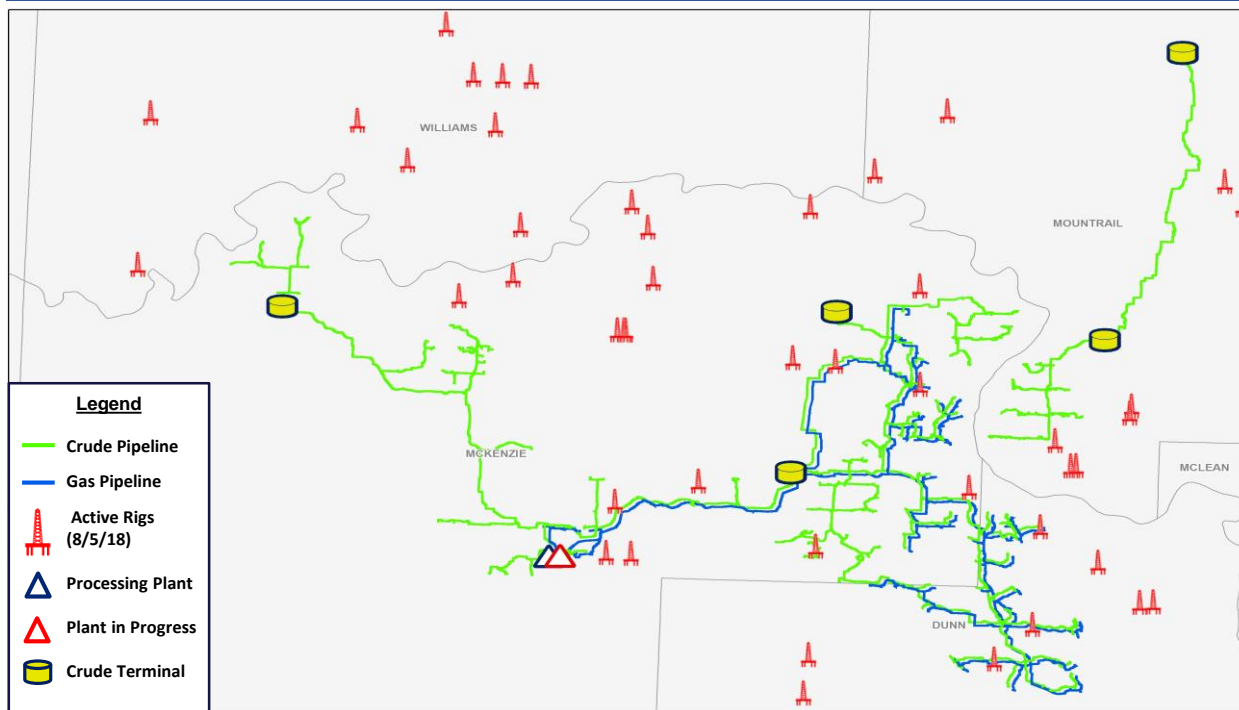 WILLIAMS
MOUNTRAIL
MCKENZIE
MCLEAN
DUNN
Legend
Crude Pipeline
Gas Pipeline
Active Rigs
(8/5/18)
Processing Plant
Plant in Progress
Crude Terminal